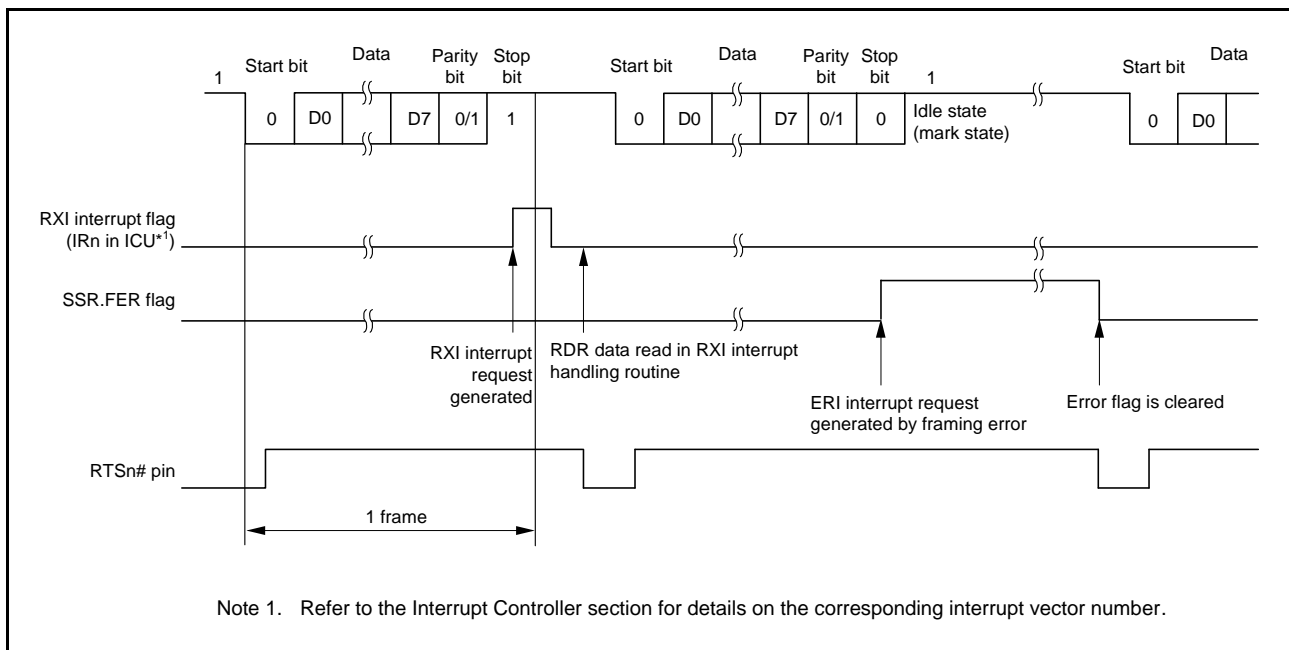 1
Start bit
Data
Parity
bit
Stop
bit
Start bit
Data
Parity
bit
Stop
bit
1
Start bit
Data
0
D0
D7
0/1
1
0
D0
D7
0/1
0
Idle state
(mark state)
0
D0
RXI interrupt flag
(IRn in ICU*1)
SSR.FER flag
RXI interrupt
request
generated
RDR data read in RXI interrupt
handling routine
ERI interrupt request
generated by framing error
Error flag is cleared
RTSn# pin
1 frame
Note 1. Refer to the Interrupt Controller section for details on the corresponding interrupt vector number.